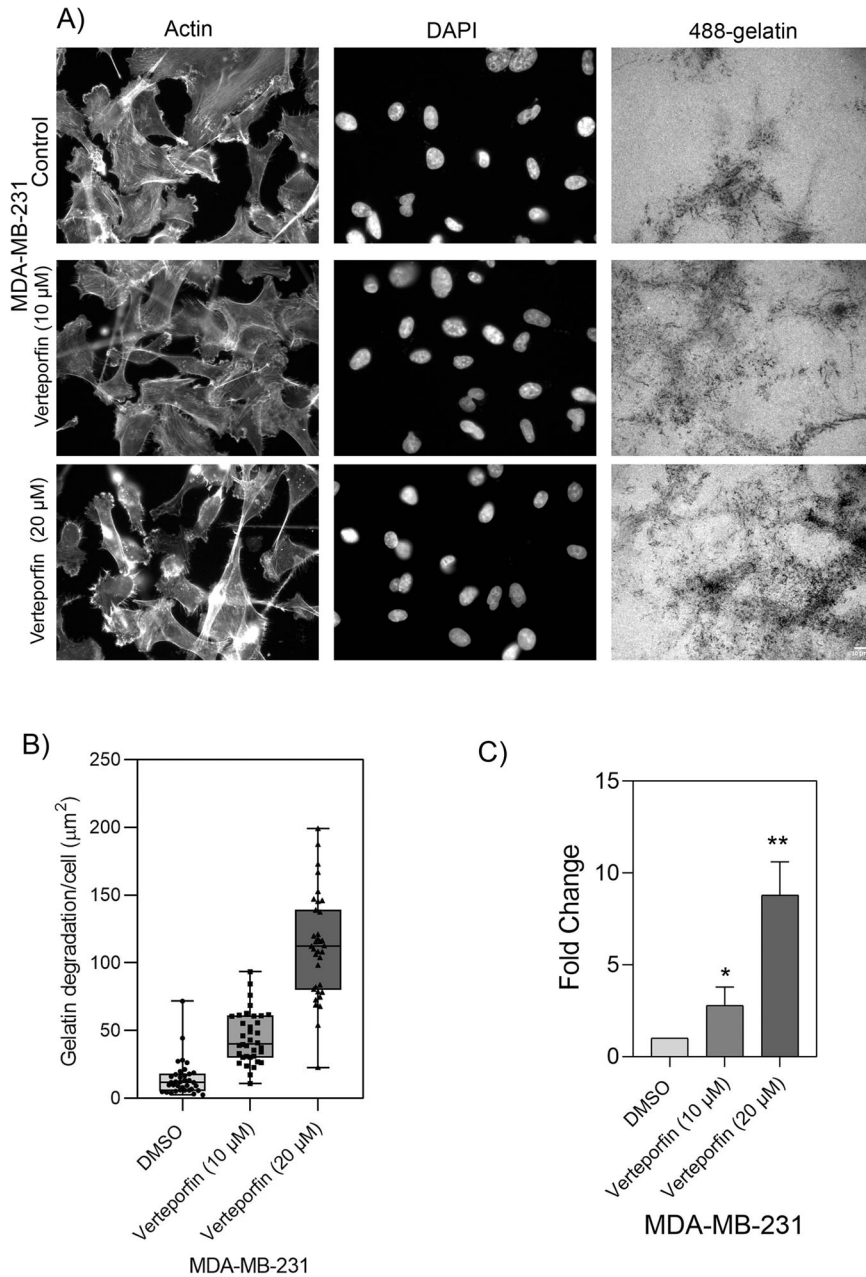 A)
Actin
DAPI
488-gelatin
MDA-MB-231
Control
Verteporfin (10 µM)
Verteporfin (20 µM)
B)
Gelatin degradation/cell (µm²)
250
200
150
100
50
0
DMSO
Verteporfin (10 µM)
Verteporfin (20 µM)
MDA-MB-231
C)
Fold Change
15
10
5
0
*
**
DMSO
Verteporfin (10 µM)
Verteporfin (20 µM)
MDA-MB-231